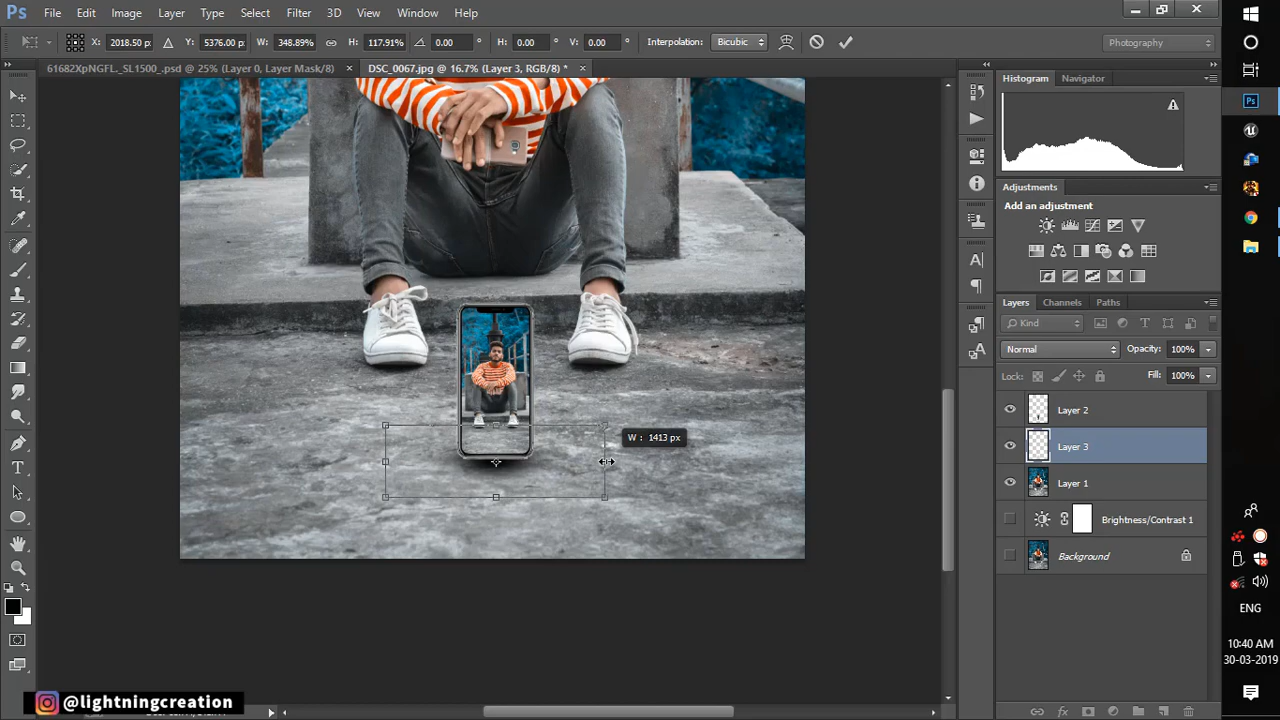 Ps File Edit Image Layer Type Select Filter 3D View Window Help
X: 2018.50 p: Y: 5376.00 p: W: 348.89% H: 117.91% 0.00 ° H: 0.00 ° V: 0.00 ° Interpolation: Bicubic Photography
61682XpNGFL._SL1500_.psd @ 25% (Layer 0, Layer Mask/8) × DSC_0067.jpg @ 16.7% (Layer 3, RGB/8) * ×
Histogram Navigator
Adjustments
Add an adjustment
Layers Channels Paths
Kind
Normal Opacity: 100%
Lock: Fill: 100%
Layer 2
Layer 3
Layer 1
Brightness/Contrast 1
Background
W : 1413 px
ENG
10:40 AM
30-03-2019
@lightningcreation